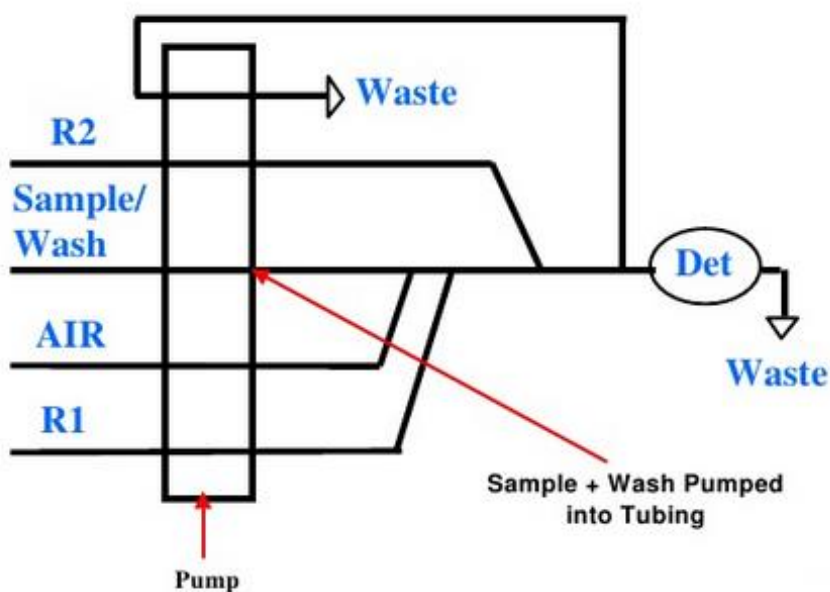 Waste
R2
Sample/
Wash
Det
AIR
Waste
R1
Sample + Wash Pumped
into Tubing
Pump